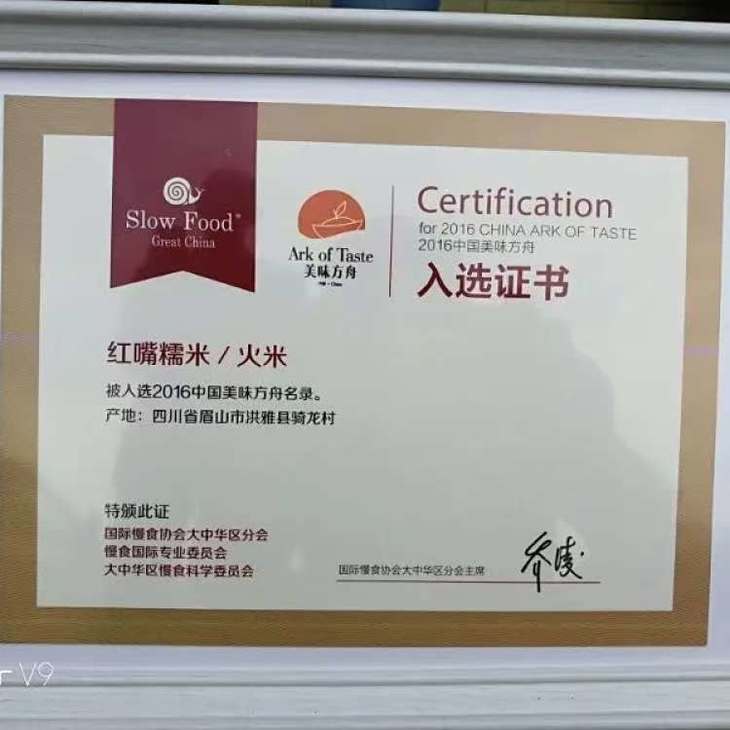 Slow Food®
Great China
Ark of Taste
美味方舟
中国·China
Certification
for 2016 CHINA ARK OF TASTE
2016中国美味方舟
入选证书
红嘴糯米 / 火米
被入选2016中国美味方舟名录。
产地：四川省眉山市洪雅县骑龙村
特颁此证
国际慢食协会大中华区分会
慢食国际专业委员会
大中华区慢食科学委员会
国际慢食协会大中华区分会主席
乔凌
V9